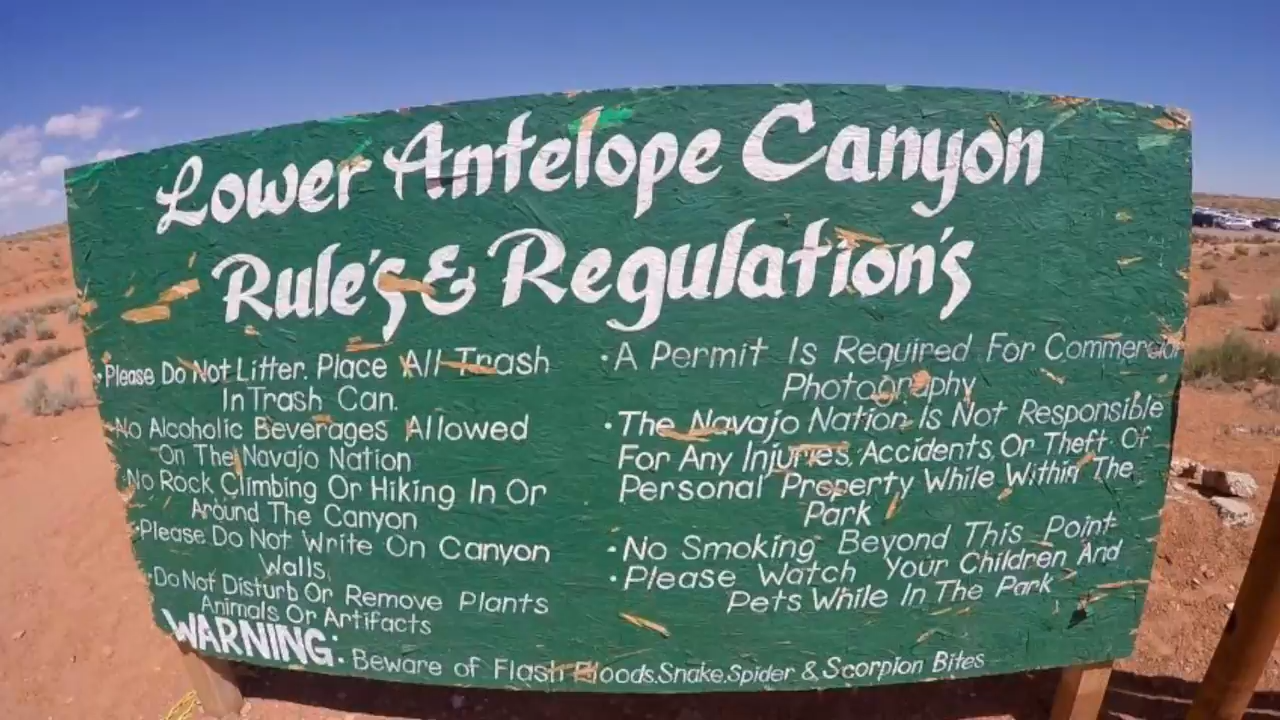 Lower Antelope Canyon
Rule's & Regulation's
• Please Do Not Litter. Place All Trash
In Trash Can.
• No Alcoholic Beverages Allowed
On The Navajo Nation
• No Rock Climbing Or Hiking In Or
Around The Canyon
• Please Do Not Write On Canyon
Walls.
• Do Not Disturb Or Remove Plants
Animals Or Artifacts
• A Permit Is Required For Commercial
Photography
• The Navajo Nation Is Not Responsible
For Any Injuries, Accidents, Or Theft Of
Personal Property While Within The
Park
• No Smoking Beyond This Point
• Please Watch Your Children And
Pets While In The Park
WARNING: • Beware of Flash Floods. Snake, Spider & Scorpion Bites